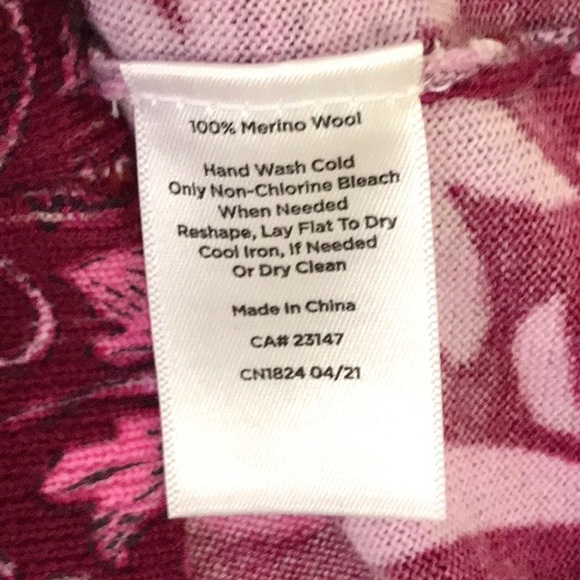 100% Merino Wool
Hand Wash Cold
Only Non-Chlorine Bleach
When Needed
Reshape, Lay Flat To Dry
Cool Iron, If Needed
Or Dry Clean
Made In China
CA# 23147
CN1824 04/21